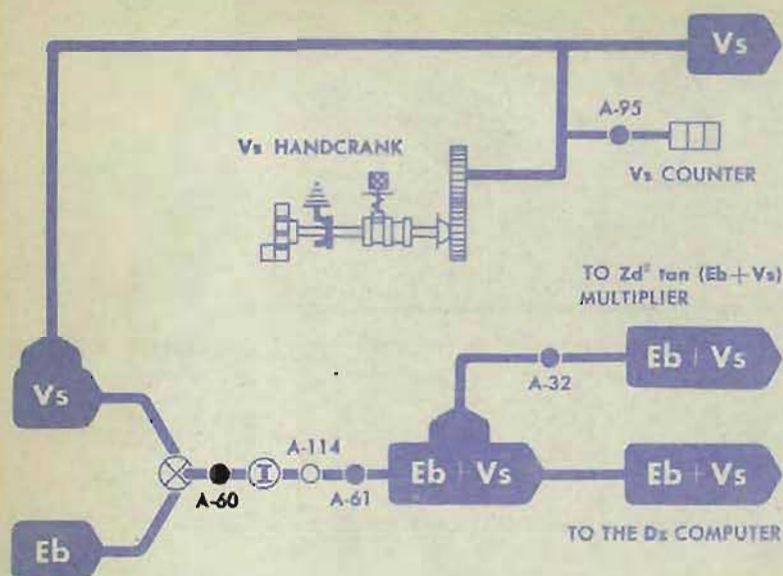 Vs
A-95
Vs HANDCRANK
Vs COUNTER
TO Zd² tan (Eb+Vs)
MULTIPLIER
Eb+Vs
A-32
Vs
A-114
I
Eb+Vs
Eb+Vs
A-60
A-61
Eb
TO THE Dz COMPUTER